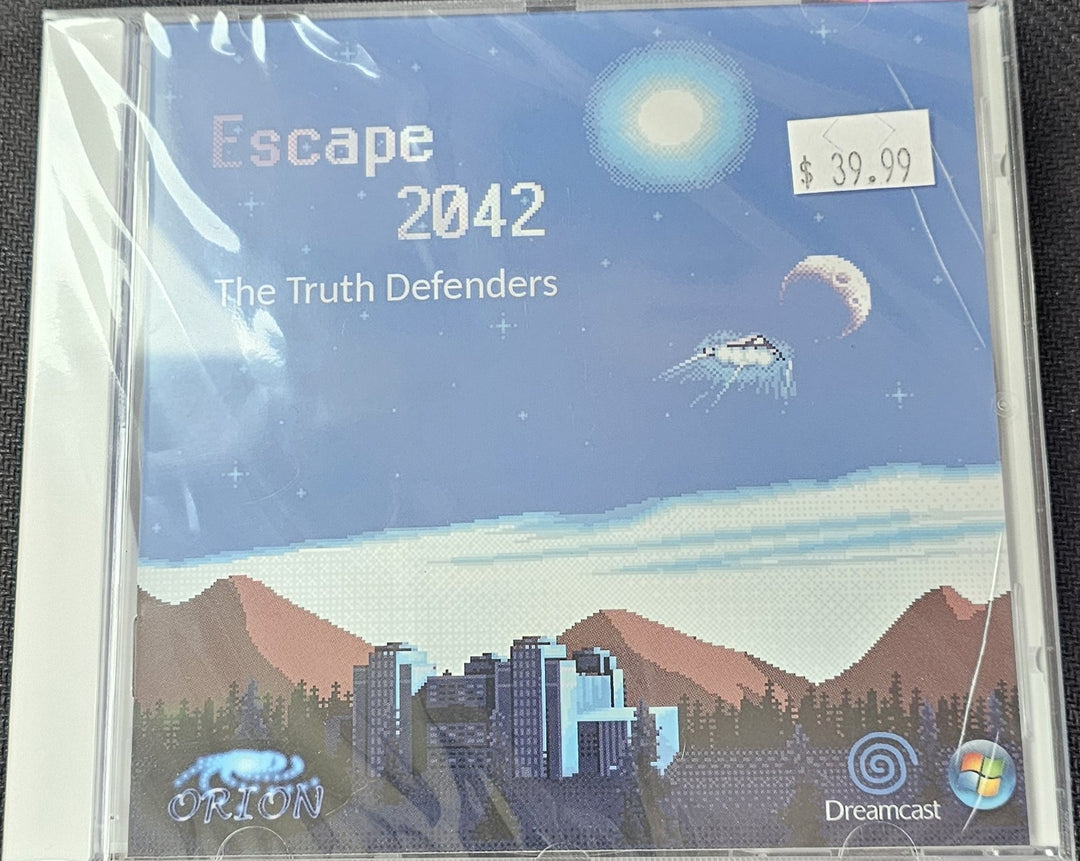 Escape
2042
The Truth Defenders
$ 39.99
ORION
Dreamcast